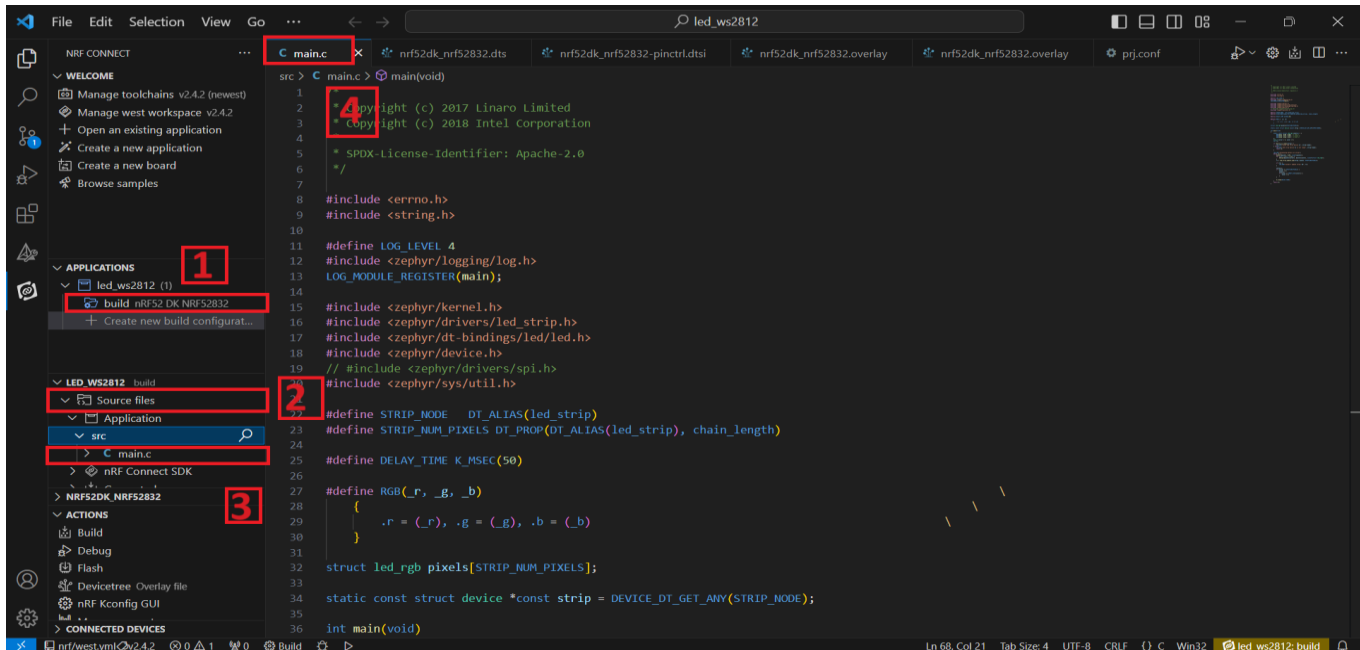 File Edit Selection View Go ··· led_ws2812
NRF CONNECT ···
WELCOME
Manage toolchains v2.4.2 (newest)
Manage west workspace v2.4.2
Open an existing application
Create a new application
Create a new board
Browse samples
1
APPLICATIONS
led_ws2812 (1)
build nRF52 DK NRF52832
Create new build configurat...
LED_WS2812 build
2
Source files
Application
src
main.c
nRF Connect SDK
NRF52DK_NRF52832
3
ACTIONS
Build
Debug
Flash
Devicetree Overlay file
nRF Kconfig GUI
CONNECTED DEVICES
main.c nrf52dk_nrf52832.dts nrf52dk_nrf52832-pinctrl.dtsi nrf52dk_nrf52832.overlay nrf52dk_nrf52832.overlay prj.conf
src > C main.c > main(void)
4
1 *
2 * Copyright (c) 2017 Linaro Limited
3 * Copyright (c) 2018 Intel Corporation
4
5 * SPDX-License-Identifier: Apache-2.0
6 */
7
8 #include <errno.h>
9 #include <string.h>
10
11 #define LOG_LEVEL 4
12 #include <zephyr/logging/log.h>
13 LOG_MODULE_REGISTER(main);
14
15 #include <zephyr/kernel.h>
16 #include <zephyr/drivers/led_strip.h>
17 #include <zephyr/dt-bindings/led/led.h>
18 #include <zephyr/device.h>
19 // #include <zephyr/drivers/spi.h>
20 #include <zephyr/sys/util.h>
21
22 #define STRIP_NODE DT_ALIAS(led_strip)
23 #define STRIP_NUM_PIXELS DT_PROP(DT_ALIAS(led_strip), chain_length)
24
25 #define DELAY_TIME K_MSEC(50)
26
27 #define RGB(_r, _g, _b) \
28 { \
29 .r = (_r), .g = (_g), .b = (_b) \
30 }
31
32 struct led_rgb pixels[STRIP_NUM_PIXELS];
33
34 static const struct device *const strip = DEVICE_DT_GET_ANY(STRIP_NODE);
35
36 int main(void)
nrf/west.yml v2.4.2 0 1 0 Build Ln 68, Col 21 Tab Size: 4 UTF-8 CRLF {} C Win32 led_ws2812: build